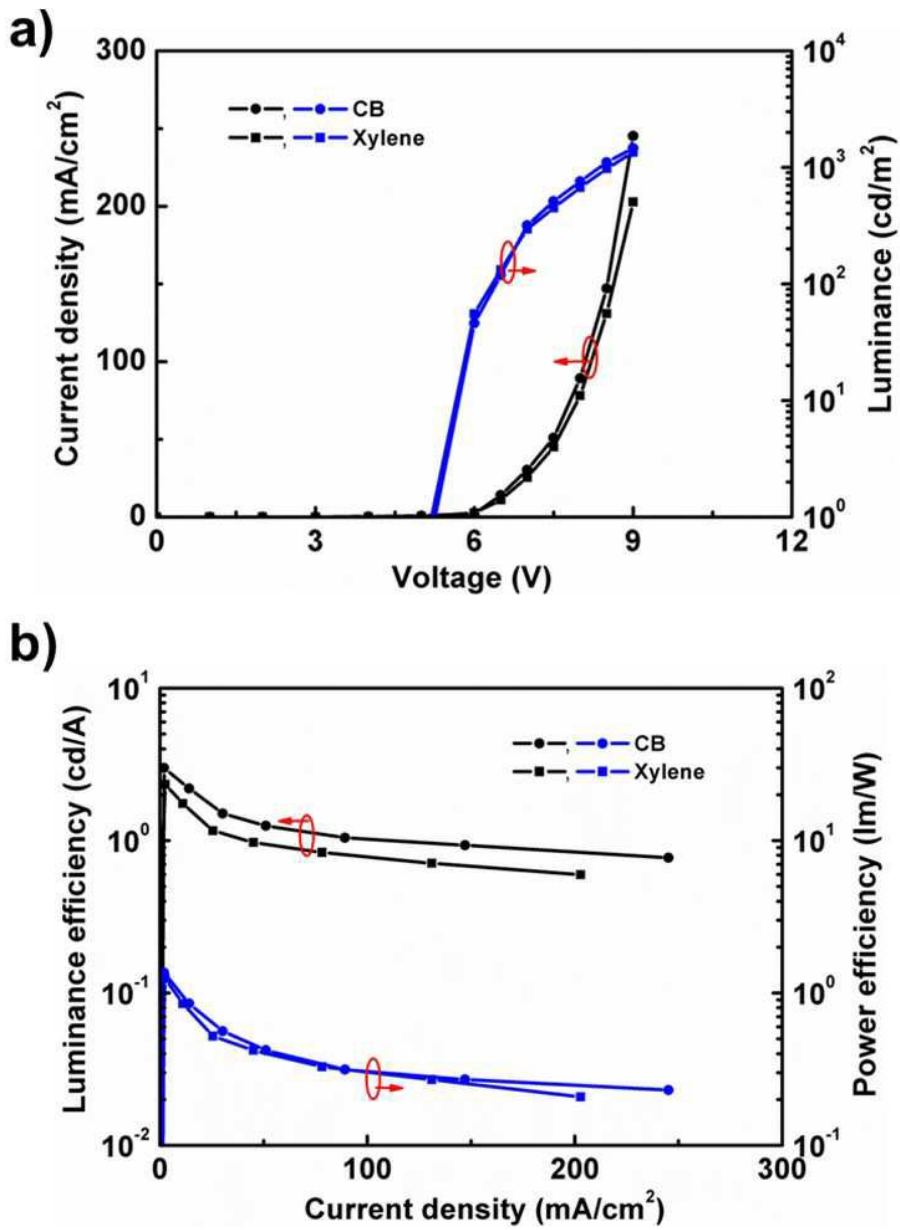 a)
300
200
100
0
Current density (mA/cm²)
10⁴
10³
10²
10¹
10⁰
Luminance (cd/m²)
, CB
, Xylene
0 3 6 9 12
Voltage (V)
b)
10¹
10⁰
10⁻¹
10⁻²
Luminance efficiency (cd/A)
10²
10¹
10⁰
10⁻¹
Power efficiency (lm/W)
, CB
, Xylene
0 100 200 300
Current density (mA/cm²)